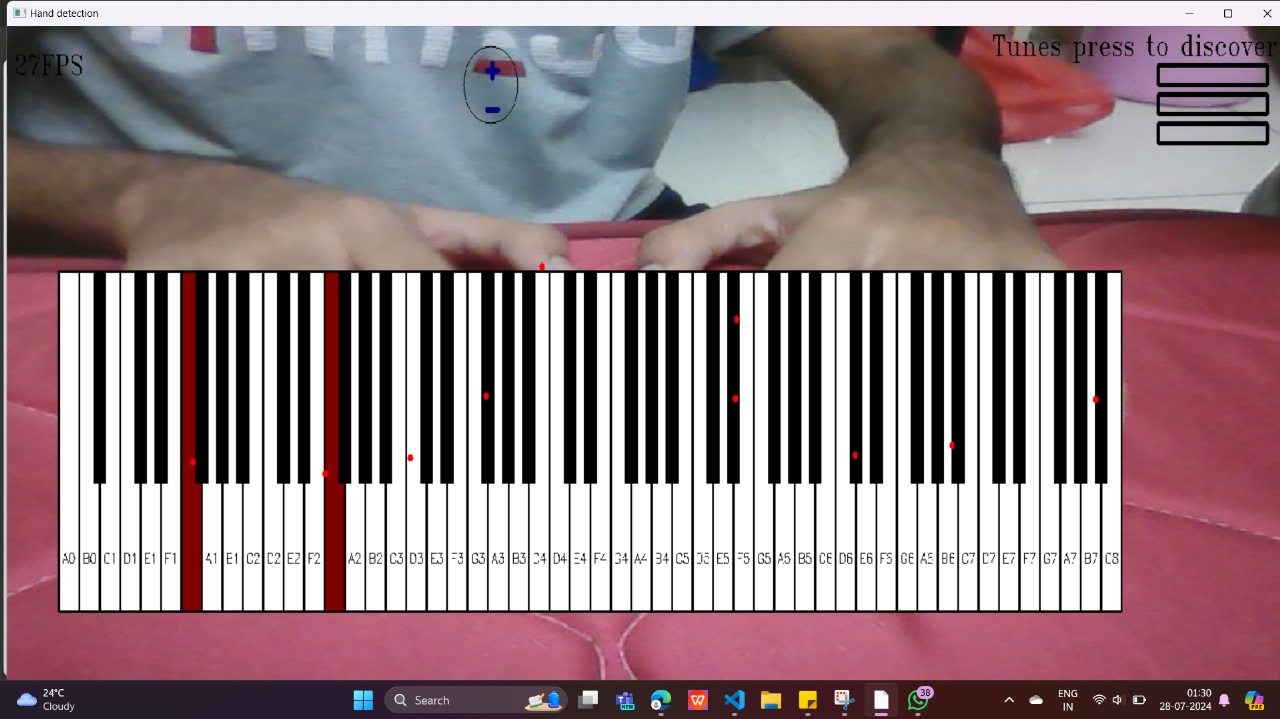 Hand detection
27FPS
Tunes press to discover
+
-
A0 B0 C1 D1 E1 F1 A1 B1 C2 D2 E2 F2 A2 B2 C3 D3 E3 F3 G3 A3 B3 C4 D4 E4 F4 G4 A4 B4 C5 D5 E5 F5 G5 A5 B5 C6 D6 E6 F6 G6 A6 B6 C7 D7 E7 F7 G7 A7 B7 C8
24°C
Cloudy
Search
NEW
38
PRE
ENG
IN
01:30
28-07-2024